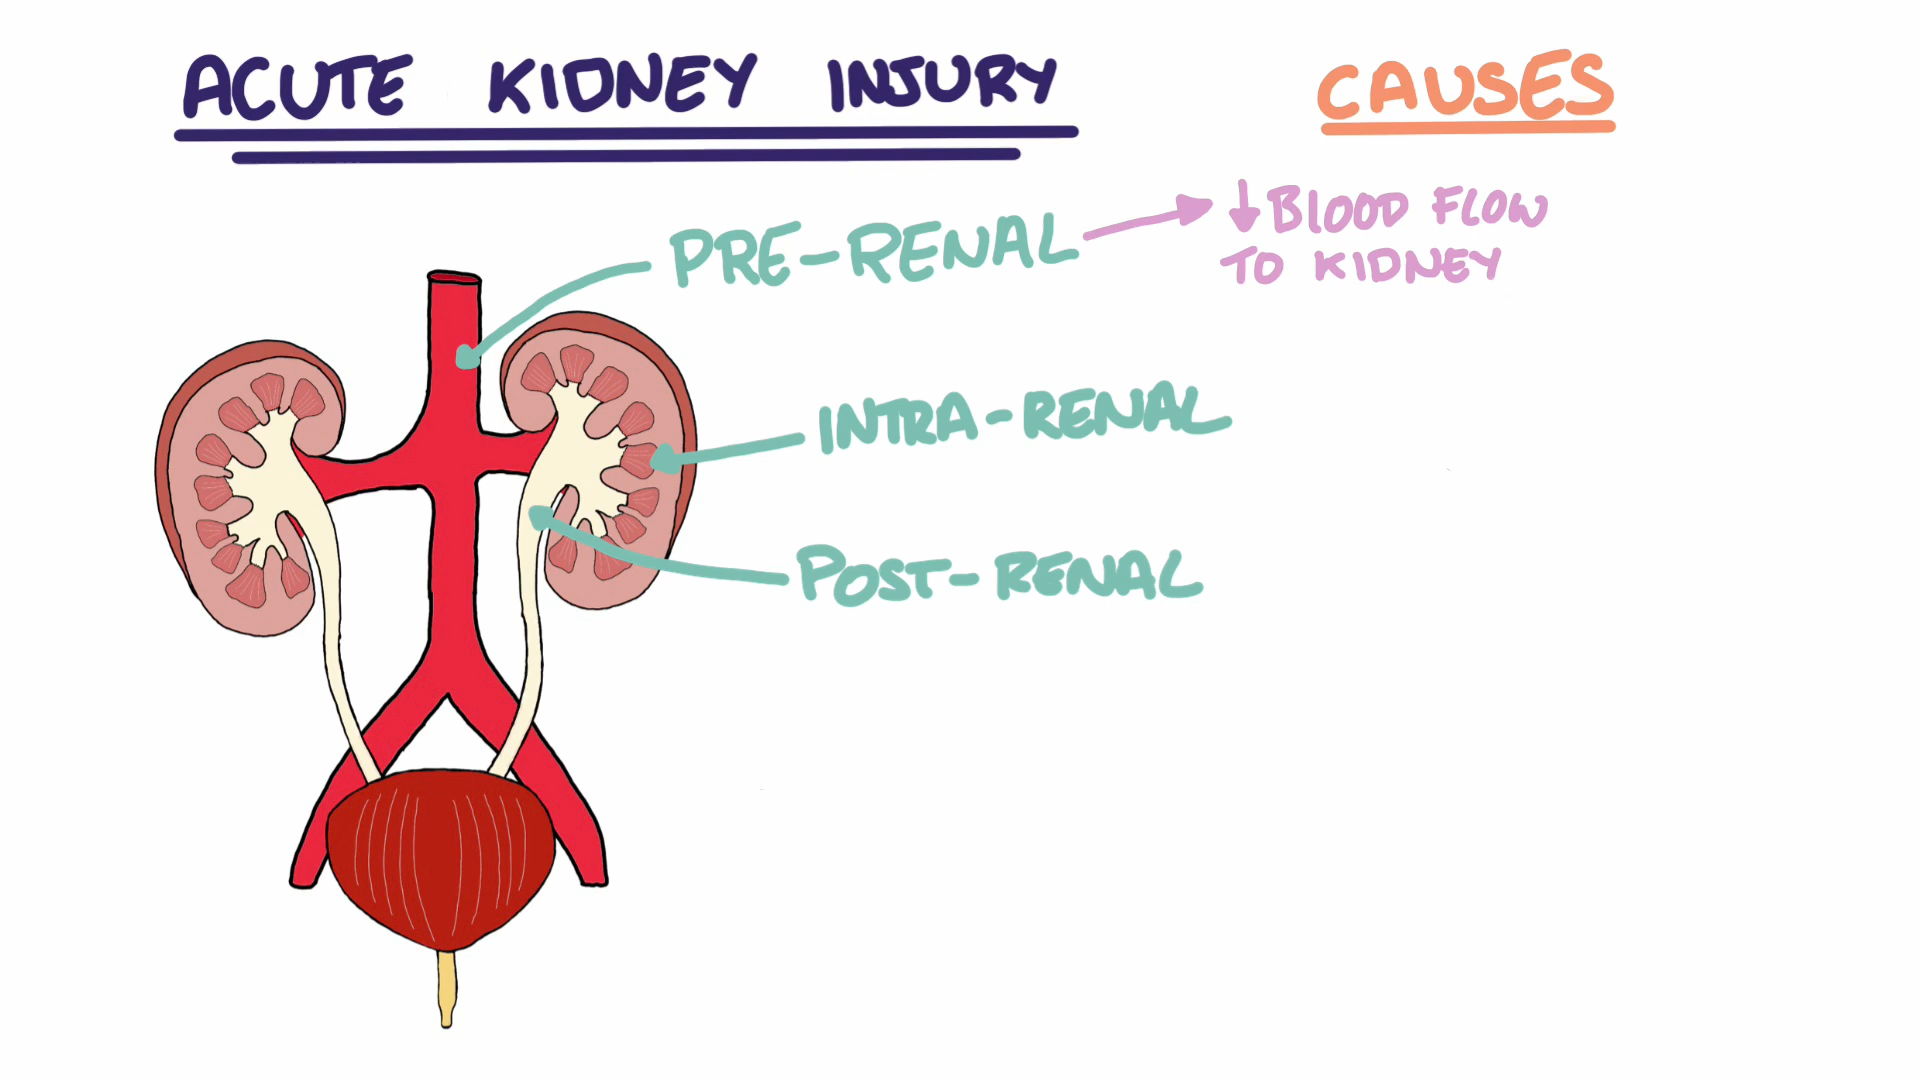 ACUTE KIDNEY INJURY
CAUSES
PRE-RENAL
↓ BLOOD FLOW
TO KIDNEY
INTRA-RENAL
POST-RENAL